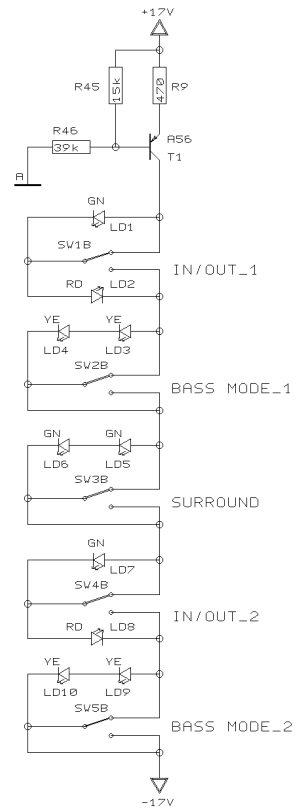 +17V
R45
15k
470
R9
R46
39k
A56
T1
A
GN
LD1
SW1B
IN/OUT_1
RD
LD2
YE
YE
LD4
LD3
SW2B
BASS MODE_1
GN
GN
LD6
LD5
SW3B
SURROUND
GN
LD7
SW4B
IN/OUT_2
RD
LD8
YE
YE
LD10
LD9
SW5B
BASS MODE_2
-17V